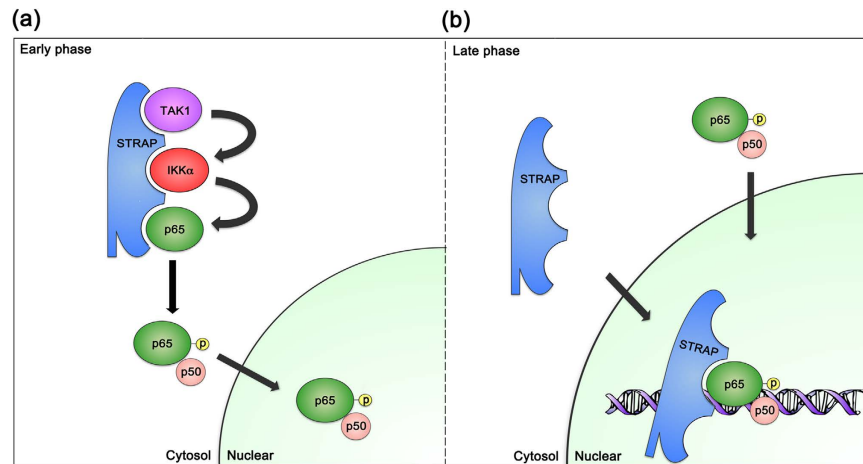 (a)
Early phase
TAK1
STRAP
IKKα
p65
p65
p
p50
p65
p
p50
Cytosol
Nuclear
(b)
Late phase
p65
p
p50
STRAP
STRAP
p65
p
p50
Cytosol
Nuclear